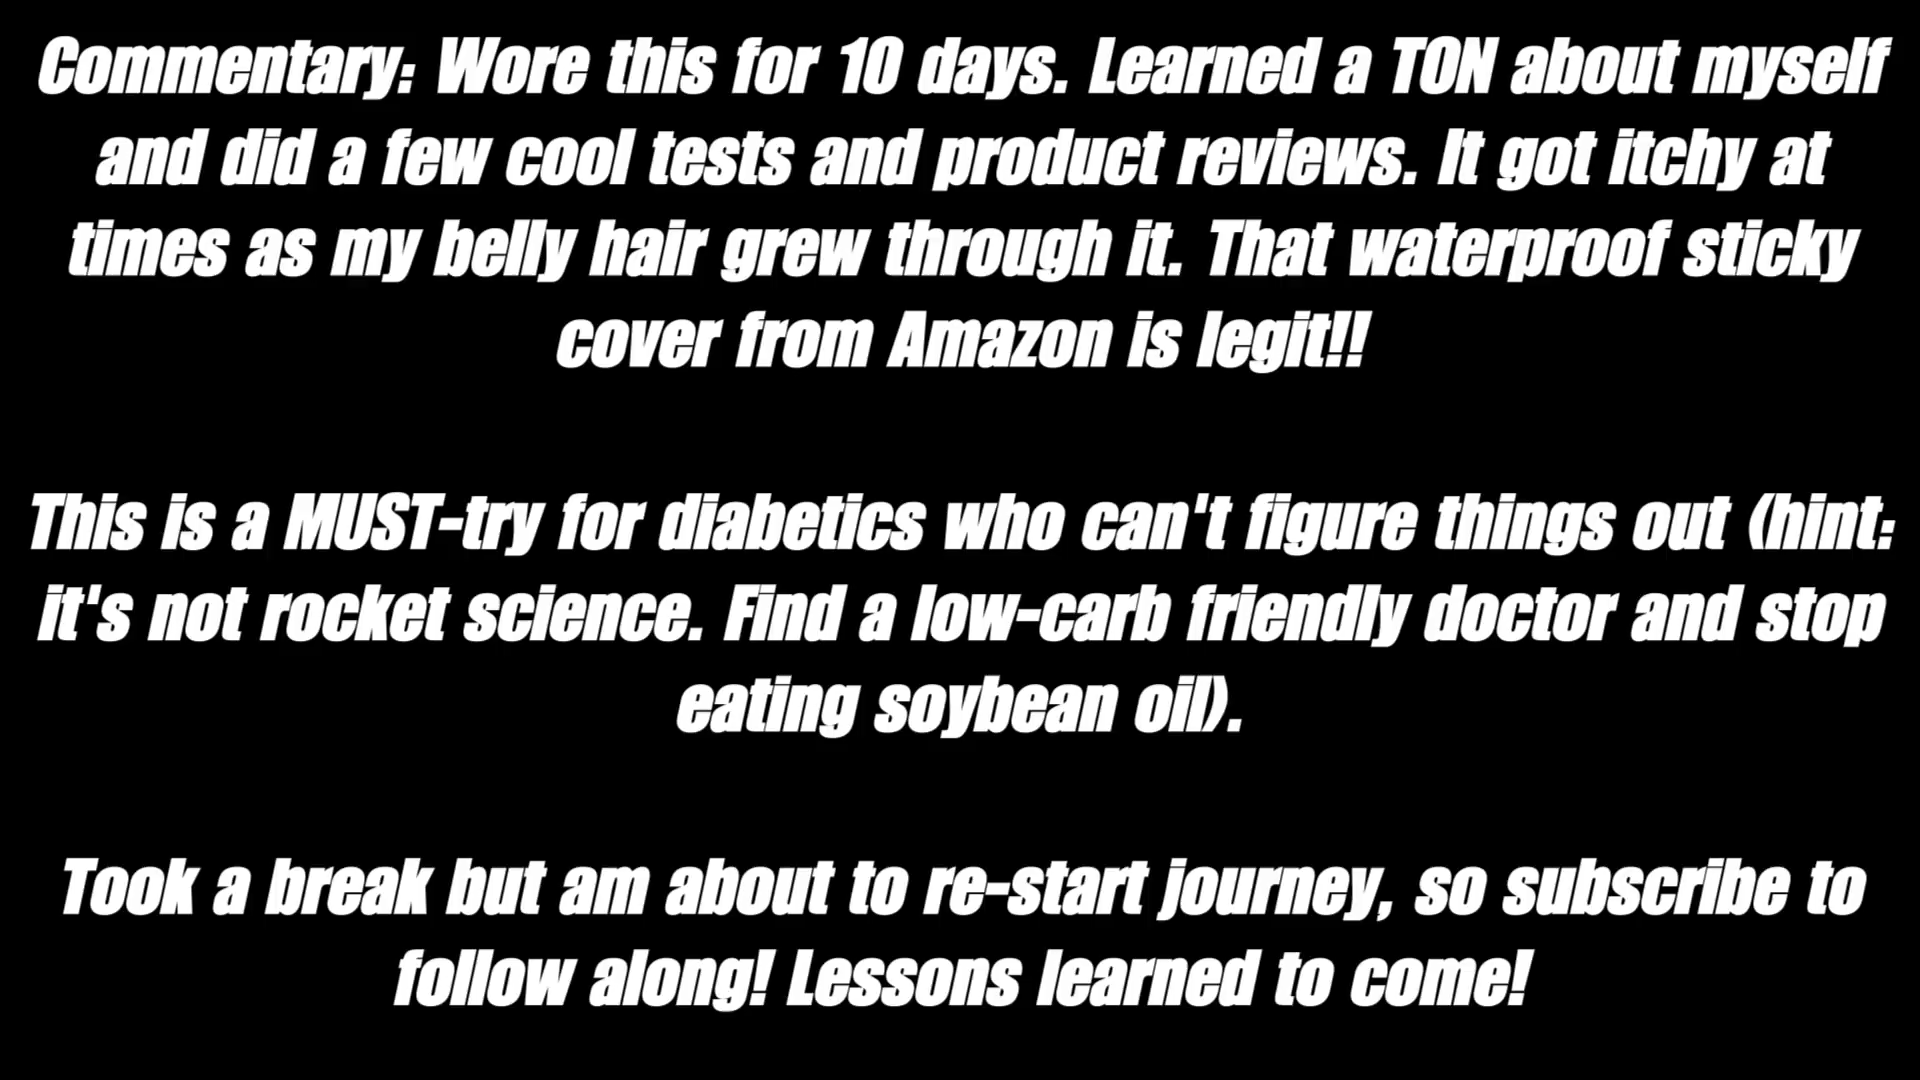 Commentary: Wore this for 10 days. Learned a TON about myself
and did a few cool tests and product reviews. It got itchy at
times as my belly hair grew through it. That waterproof sticky
cover from Amazon is legit!!
This is a MUST-try for diabetics who can't figure things out (hint:
it's not rocket science. Find a low-carb friendly doctor and stop
eating soybean oil).
Took a break but am about to re-start journey, so subscribe to
follow along! Lessons learned to come!